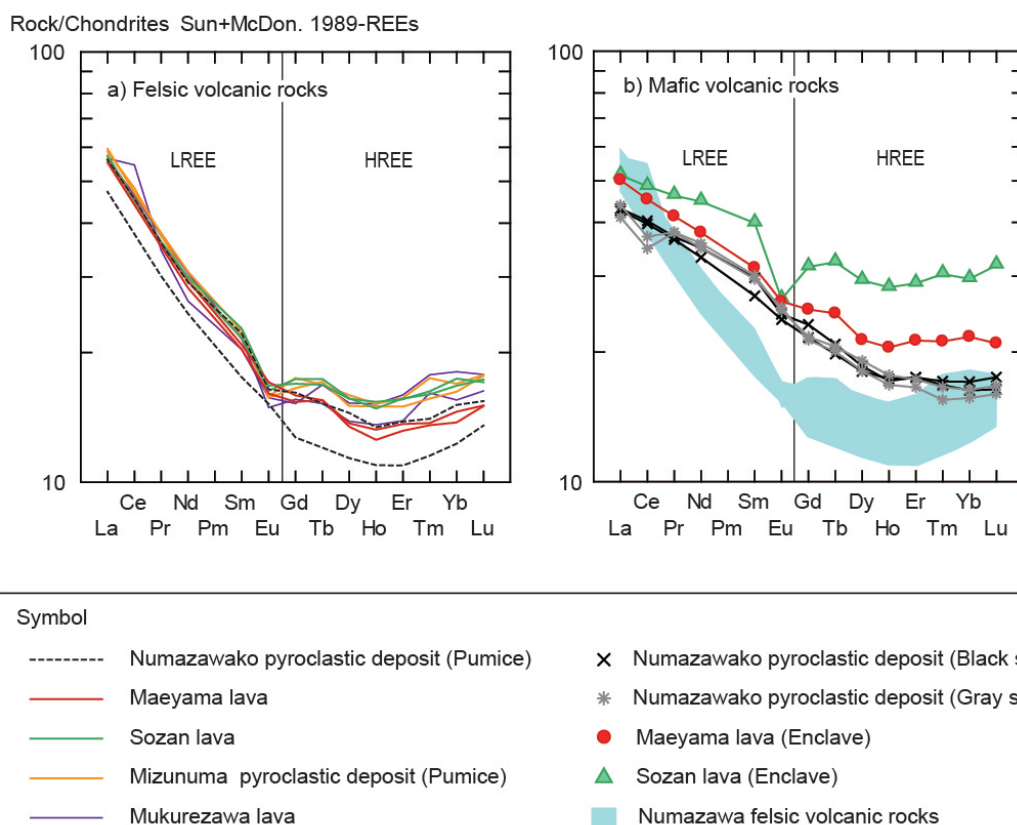 Rock/Chondrites Sun+McDon. 1989-REEs
100
a) Felsic volcanic rocks
LREE
HREE
10
Ce Nd Sm Eu Gd Dy Er Yb
La Pr Pm Tb Ho Tm Lu
100
b) Mafic volcanic rocks
LREE
HREE
10
Ce Nd Sm Eu Gd Dy Er Yb
La Pr Pm Tb Ho Tm Lu
Symbol
Numazawako pyroclastic deposit (Pumice)
Maeyama lava
Sozan lava
Mizunuma pyroclastic deposit (Pumice)
Mukurezawa lava
Numazawako pyroclastic deposit (Black s
Numazawako pyroclastic deposit (Gray s
Maeyama lava (Enclave)
Sozan lava (Enclave)
Numazawa felsic volcanic rocks